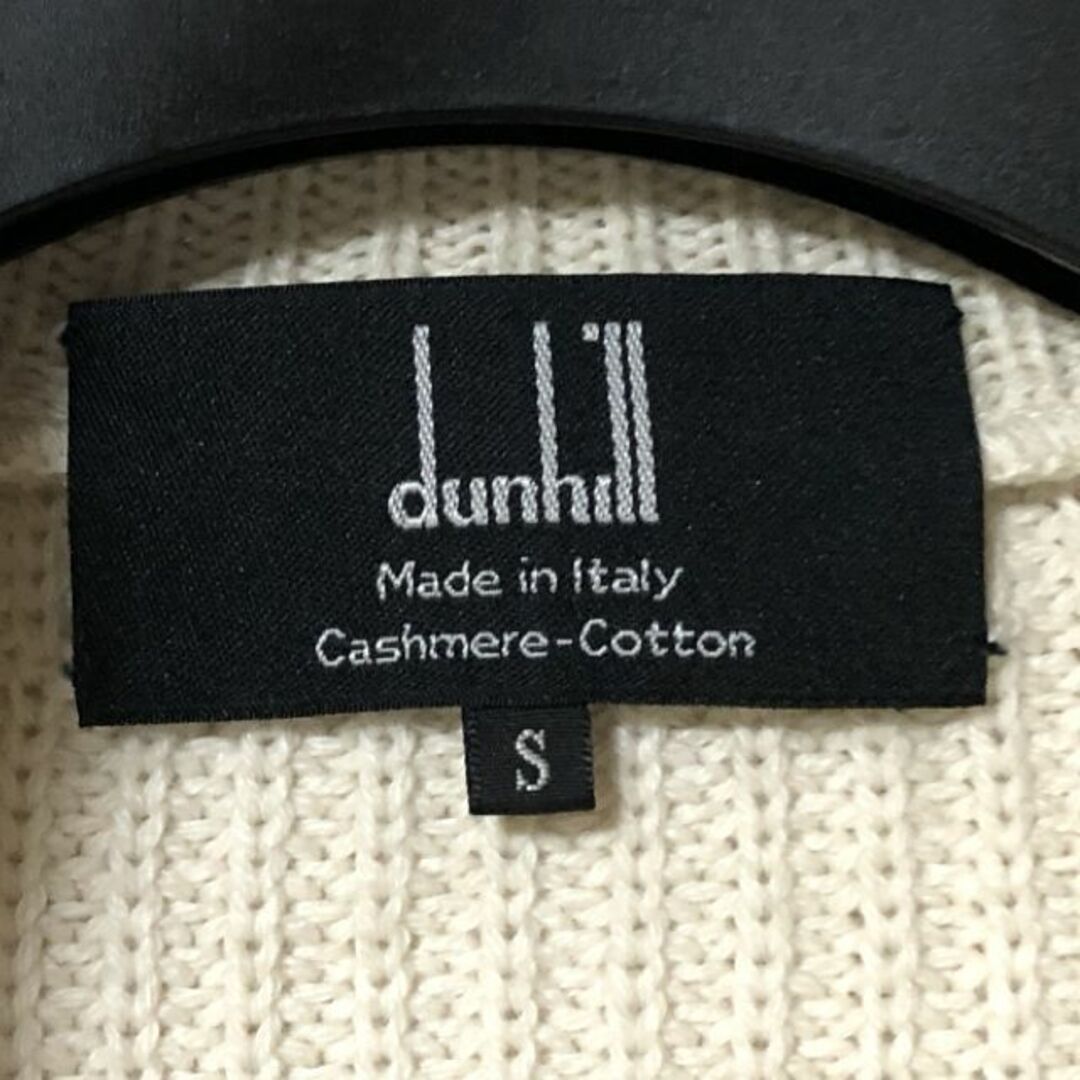 dunhill
Made in Italy
Cashmere-Cotton
S